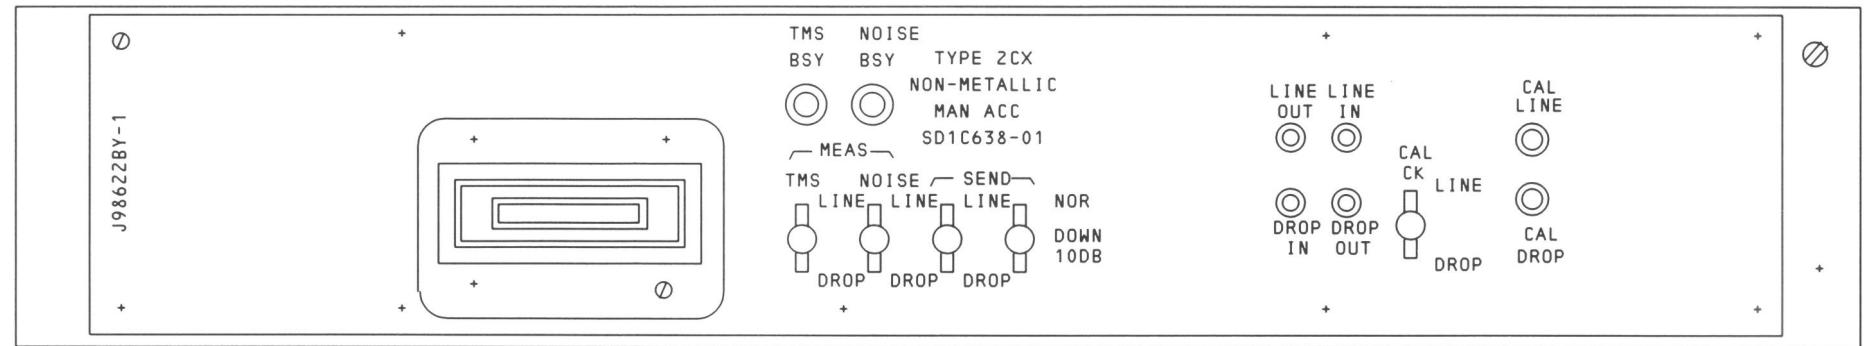 J98622BY-1
TMS NOISE
BSY BSY
TYPE 2CX
NON-METALLIC
MAN ACC
SD1C638-01
MEAS
TMS NOISE SEND
LINE LINE LINE NOR
DOWN
10DB
DROP DROP DROP
LINE LINE
OUT IN
DROP DROP
IN OUT
CAL
CK LINE
DROP
CAL
LINE
CAL
DROP